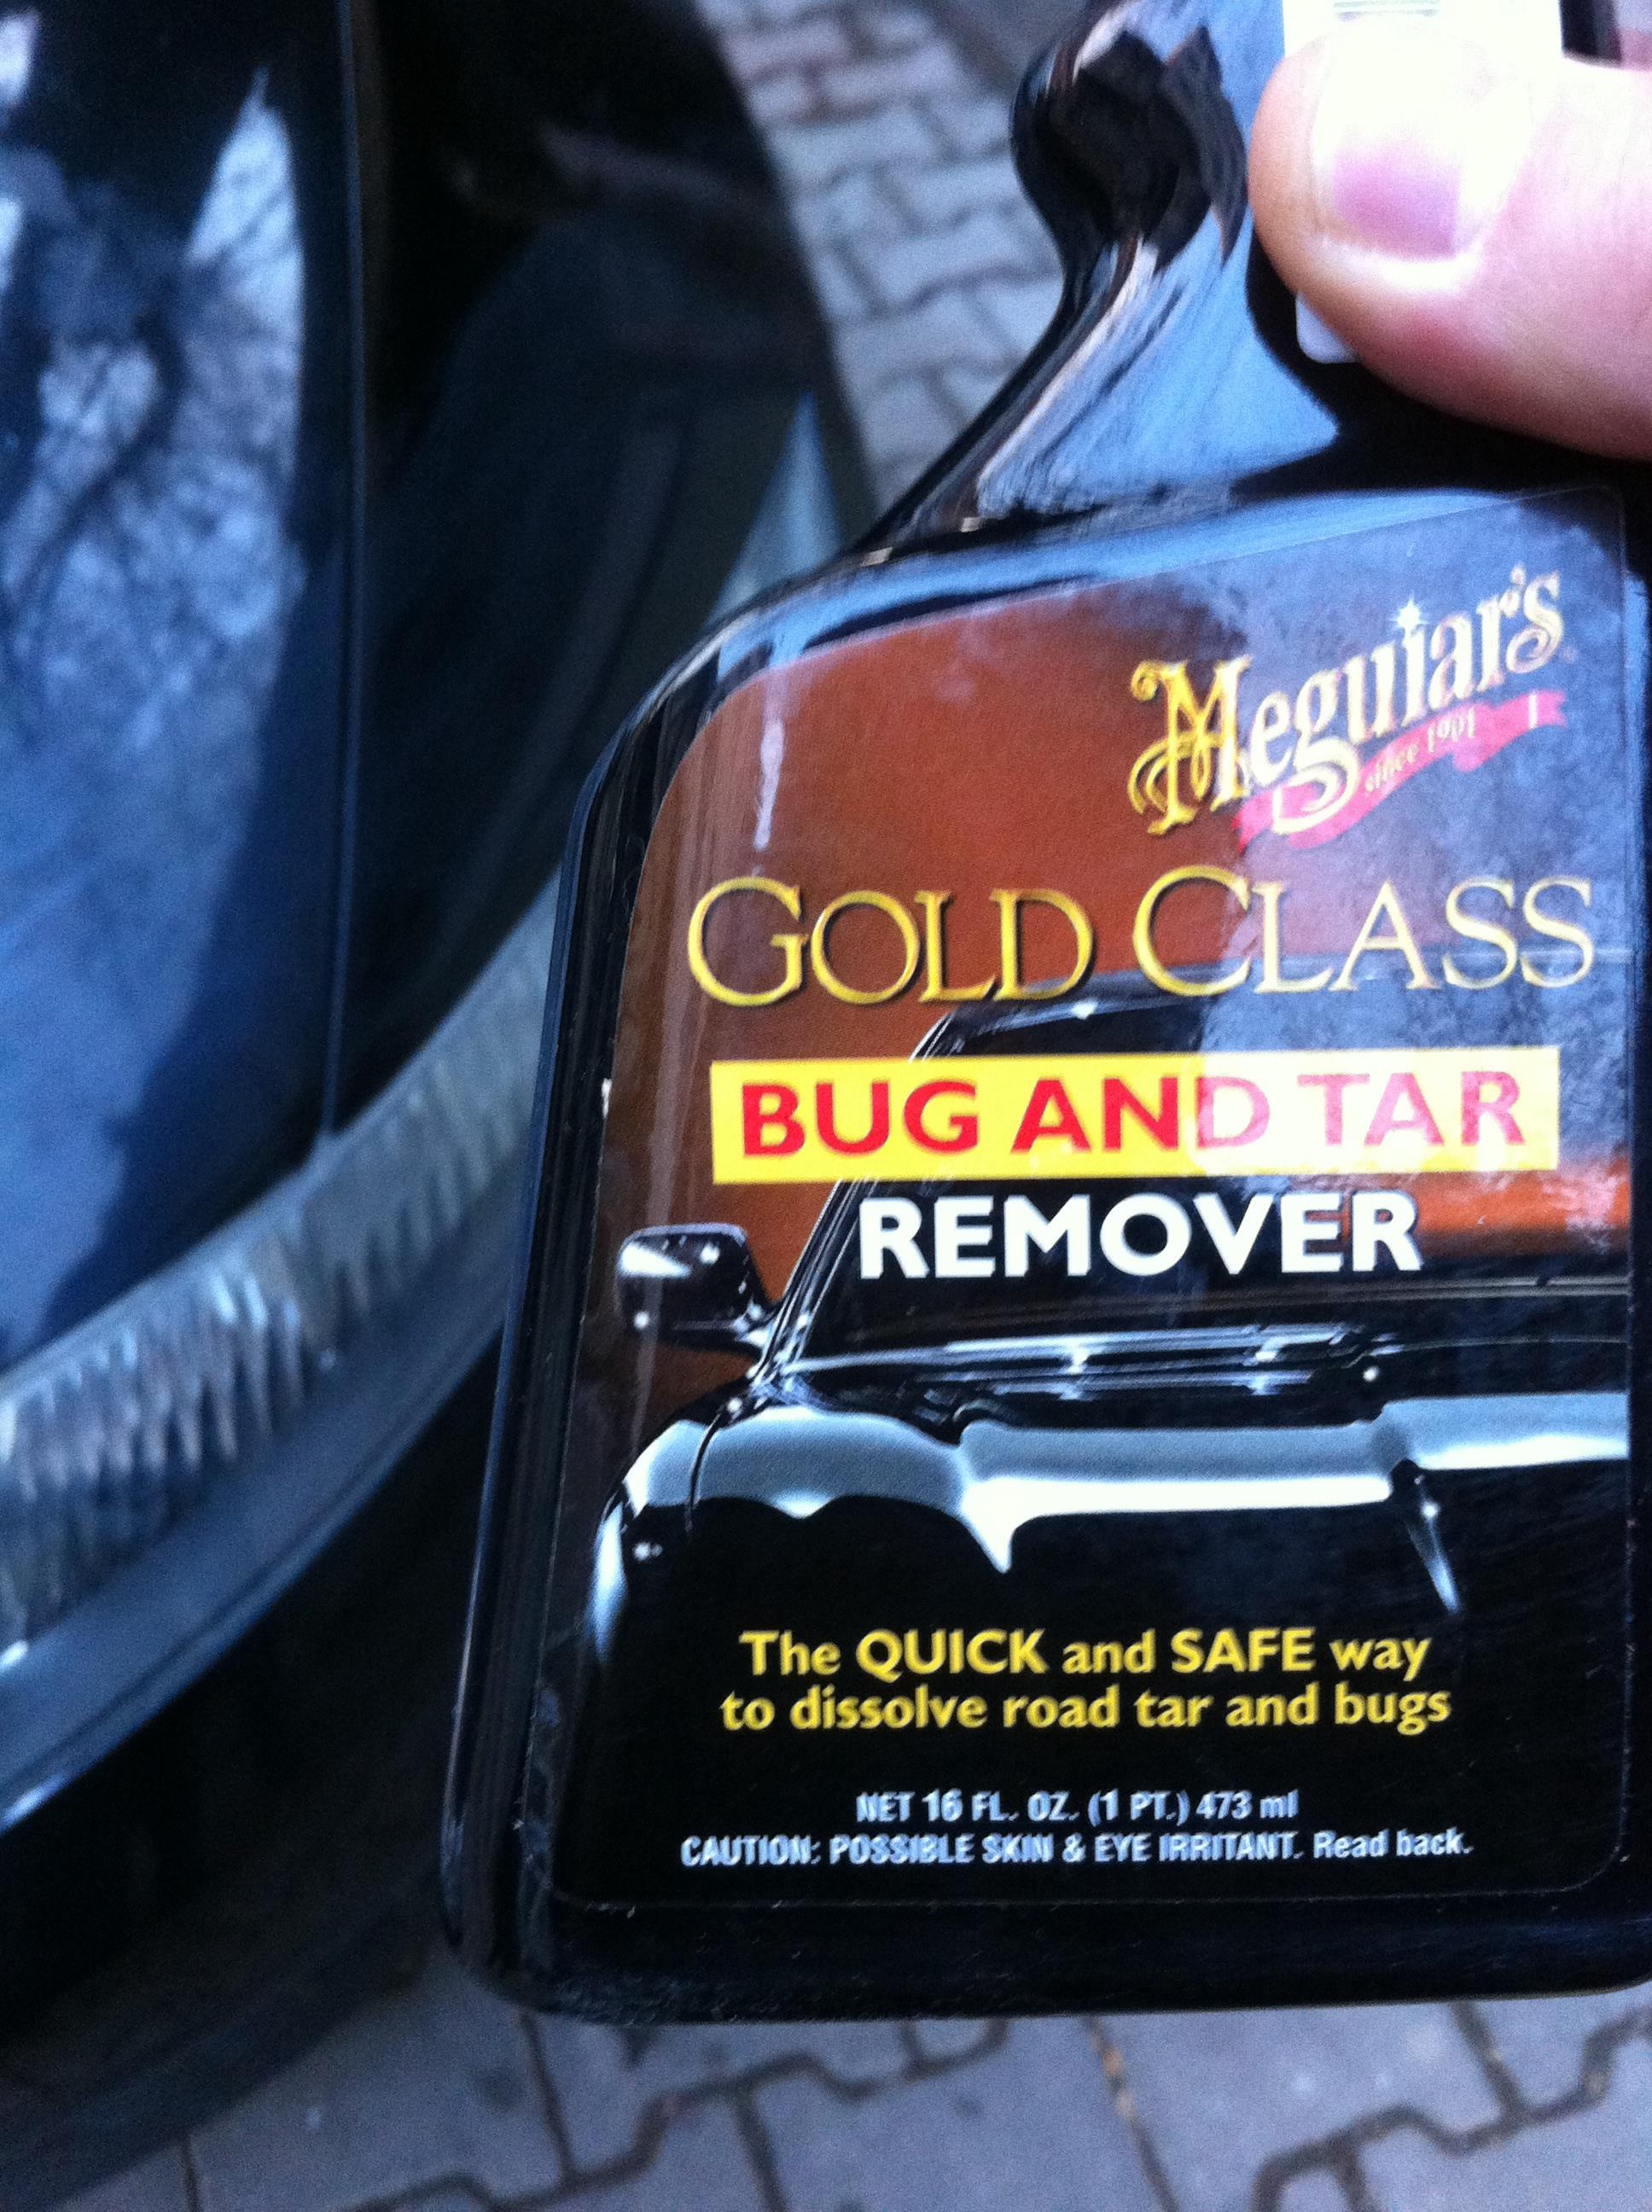 Meguiar's
since 1901
GOLD CLASS
BUG AND TAR
REMOVER
The QUICK and SAFE way
to dissolve road tar and bugs
NET 16 FL. OZ. (1 PT.) 473 ml
CAUTION: POSSIBLE SKIN & EYE IRRITANT. Read back.